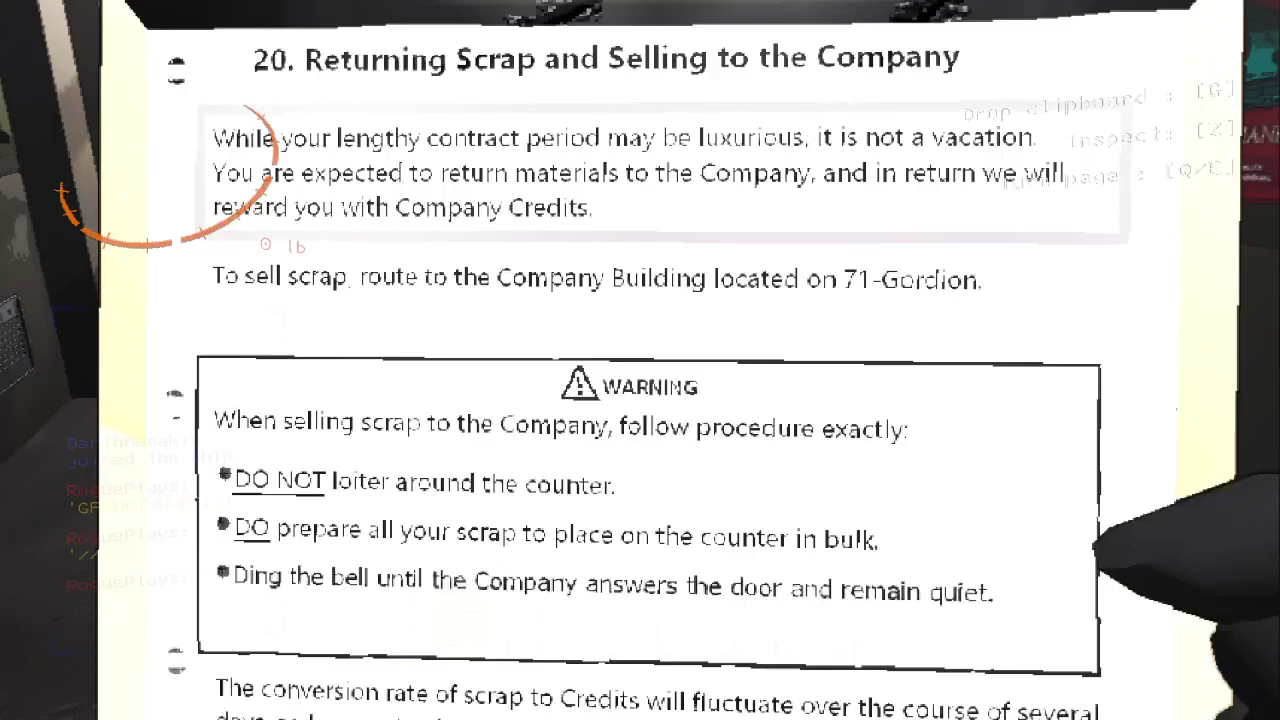 20. Returning Scrap and Selling to the Company
Drop clipboard : [G]
While your lengthy contract period may be luxurious, it is not a vacation.
Inspect: [Z]
You are expected to return materials to the Company, and in return we will
page : [Q/E]
reward you with Company Credits.
0 lb
To sell scrap, route to the Company Building located on 71-Gordion.
WARNING
When selling scrap to the Company, follow procedure exactly:
joined the ship.
•DO NOT loiter around the counter.
RoguePlays:
•DO prepare all your scrap to place on the counter in bulk.
RoguePlays:
'//
•Ding the bell until the Company answers the door and remain quiet.
RoguePlays:
The conversion rate of scrap to Credits will fluctuate over the course of several